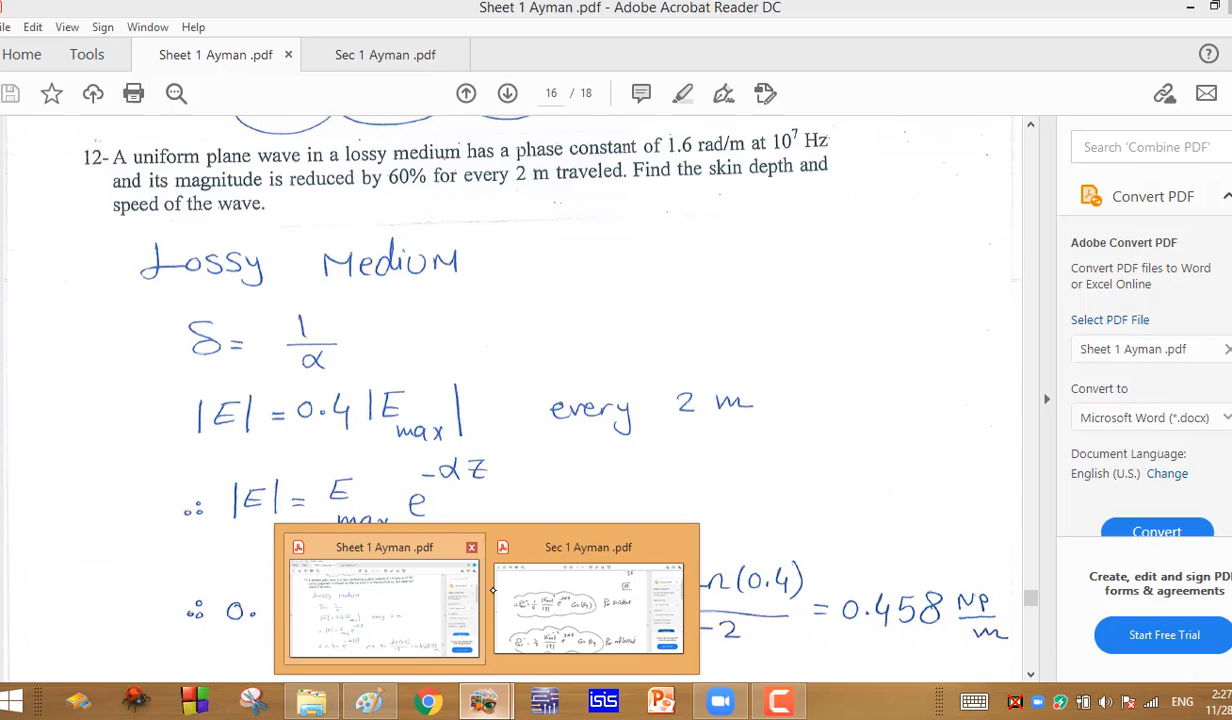 Sheet 1 Ayman .pdf - Adobe Acrobat Reader DC
File Edit View Sign Window Help
Home Tools Sheet 1 Ayman .pdf × Sec 1 Ayman .pdf
16 / 18
12- A uniform plane wave in a lossy medium has a phase constant of 1.6 rad/m at 10⁷ Hz
and its magnitude is reduced by 60% for every 2 m traveled. Find the skin depth and
speed of the wave.
Lossy Medium
δ = 1/α
|E| = 0.4 |E_max| every 2 m
∴ |E| = E_max e^{-αz}
∴ 0.
ln(0.4)/-2 = 0.458 NP/m
Sheet 1 Ayman .pdf
Sec 1 Ayman .pdf
Search 'Combine PDF'
Convert PDF
Adobe Convert PDF
Convert PDF files to Word
or Excel Online
Select PDF File
Sheet 1 Ayman .pdf
Convert to
Microsoft Word (*.docx)
Document Language:
English (U.S.) Change
Convert
Create, edit and sign PDF
Start Free Trial
isis
ENG
2:27
11/28